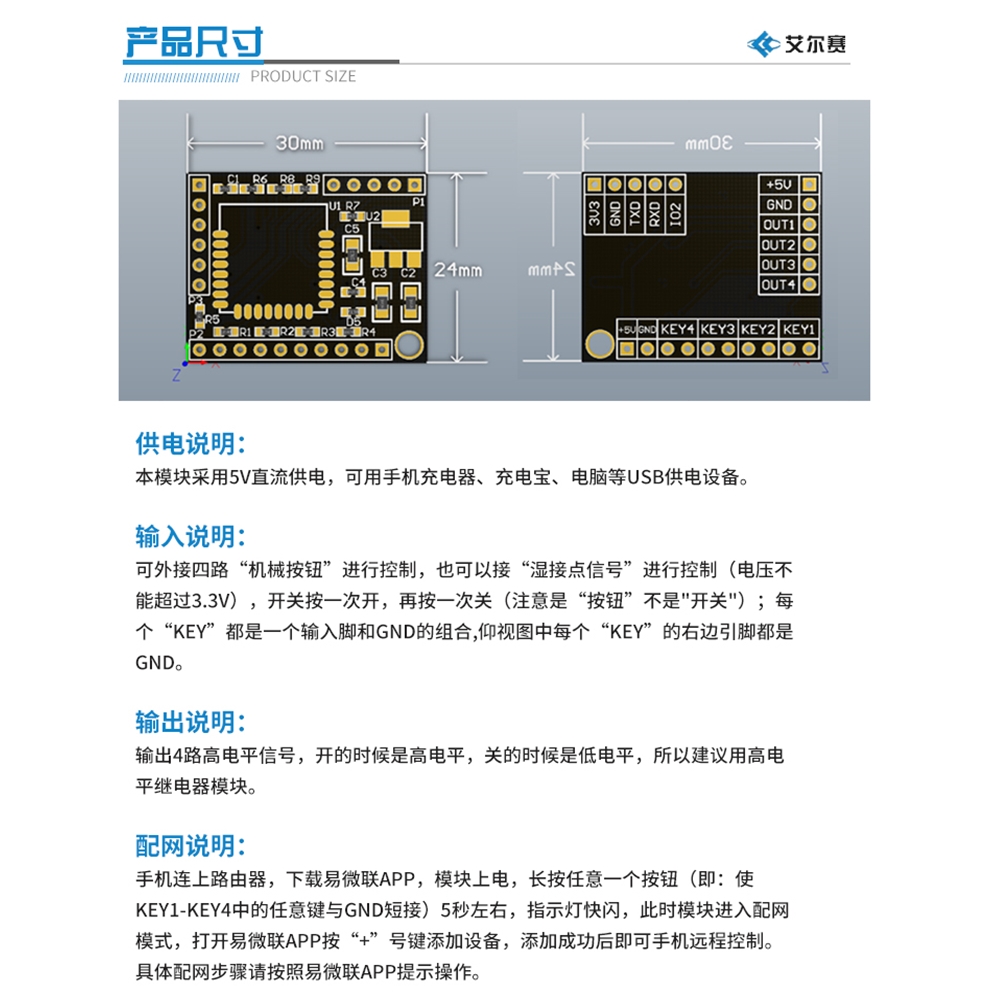 产品尺寸
艾尔赛
PRODUCT SIZE
30mm
C1 R6 R8 R9
P1
U1 R7
U2
C5
24mm
C3 C2
C4
P3
R5
D5
R1 R2 R3 R4
P2
Z X
30mm
3V3 GND TXD RXD IO2
+5V
GND
OUT1
OUT2
OUT3
OUT4
24mm
+5V GND KEY4 KEY3 KEY2 KEY1
X Z
供电说明:
本模块采用5V直流供电，可用手机充电器、充电宝、电脑等USB供电设备。
输入说明:
可外接四路“机械按钮”进行控制，也可以接“湿接点信号”进行控制（电压不
能超过3.3V），开关按一次开，再按一次关（注意是“按钮”不是"开关"）；每
个“KEY”都是一个输入脚和GND的组合,仰视图中每个“KEY”的右边引脚都是
GND。
输出说明:
输出4路高电平信号，开的时候是高电平，关的时候是低电平，所以建议用高电
平继电器模块。
配网说明:
手机连上路由器，下载易微联APP，模块上电，长按任意一个按钮（即：使
KEY1-KEY4中的任意键与GND短接）5秒左右，指示灯快闪，此时模块进入配网
模式，打开易微联APP按“+”号键添加设备，添加成功后即可手机远程控制。
具体配网步骤请按照易微联APP提示操作。